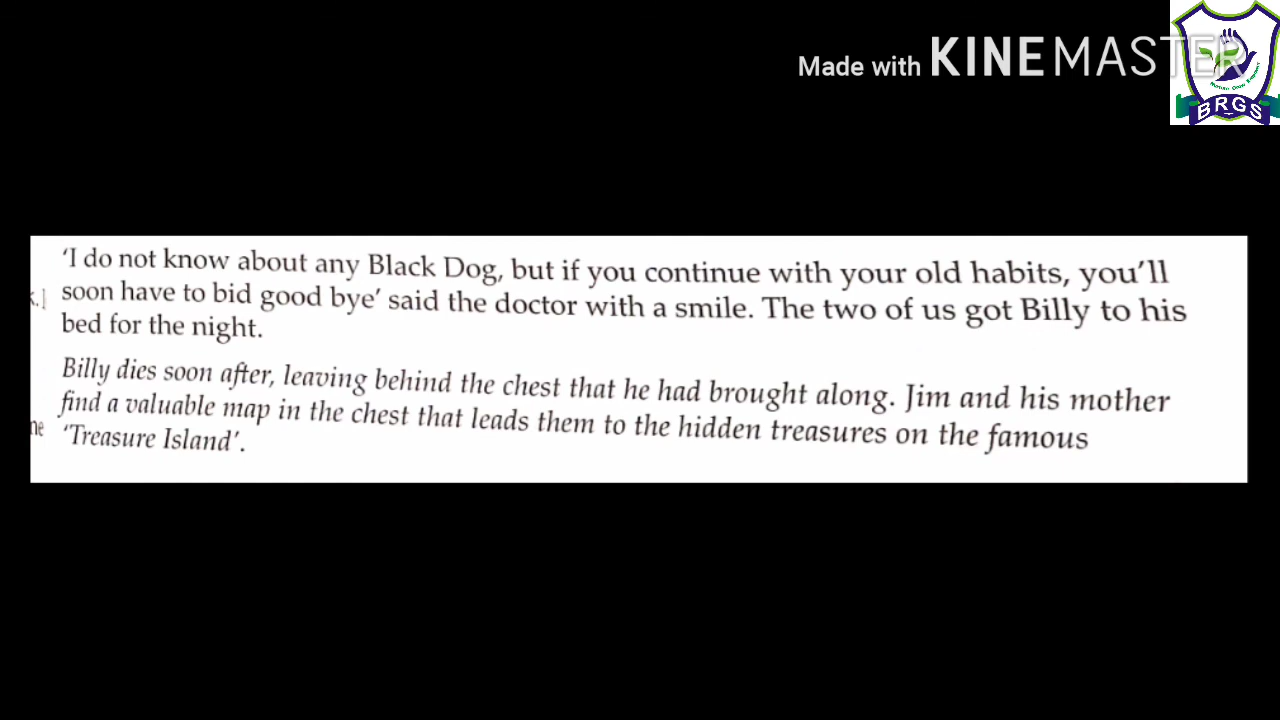 Made with KINEMASTER
BRGS
'I do not know about any Black Dog, but if you continue with your old habits, you'll
soon have to bid good bye' said the doctor with a smile. The two of us got Billy to his
bed for the night.
Billy dies soon after, leaving behind the chest that he had brought along. Jim and his mother
find a valuable map in the chest that leads them to the hidden treasures on the famous
'Treasure Island'.